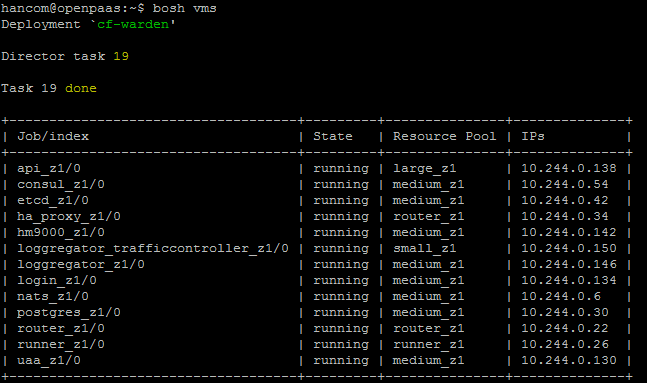 hancom@openpaas:~$ bosh vms
Deployment `cf-warden'
Director task 19
Task 19 done
+------------------------------------+---------+---------------+--------------+
| Job/index                          | State   | Resource Pool | IPs          |
+------------------------------------+---------+---------------+--------------+
| api_z1/0                           | running | large_z1      | 10.244.0.138 |
| consul_z1/0                        | running | medium_z1     | 10.244.0.54  |
| etcd_z1/0                          | running | medium_z1     | 10.244.0.42  |
| ha_proxy_z1/0                      | running | router_z1     | 10.244.0.34  |
| hm9000_z1/0                        | running | medium_z1     | 10.244.0.142 |
| loggregator_trafficcontroller_z1/0 | running | small_z1      | 10.244.0.150 |
| loggregator_z1/0                   | running | medium_z1     | 10.244.0.146 |
| login_z1/0                         | running | medium_z1     | 10.244.0.134 |
| nats_z1/0                          | running | medium_z1     | 10.244.0.6   |
| postgres_z1/0                      | running | medium_z1     | 10.244.0.30  |
| router_z1/0                        | running | router_z1     | 10.244.0.22  |
| runner_z1/0                        | running | runner_z1     | 10.244.0.26  |
| uaa_z1/0                           | running | medium_z1     | 10.244.0.130 |
+------------------------------------+---------+---------------+--------------+